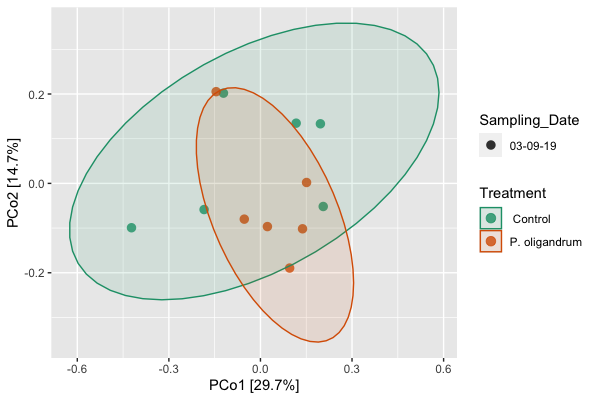 PCo2 [14.7%]
0.2
0.0
-0.2
-0.6
-0.3
0.0
0.3
0.6
PCo1 [29.7%]
Sampling_Date
03-09-19
Treatment
Control
P. oligandrum